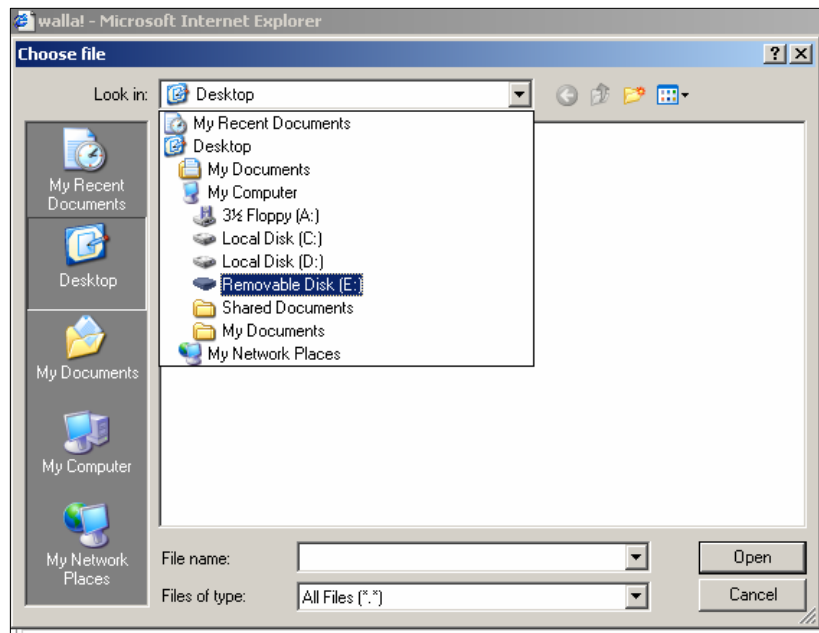 walla! - Microsoft Internet Explorer
Choose file
Look in: Desktop
My Recent Documents
Desktop
My Documents
My Computer
3½ Floppy (A:)
Local Disk (C:)
Local Disk (D:)
Removable Disk (E:)
Shared Documents
My Documents
My Network Places
My Recent
Documents
Desktop
My Documents
My Computer
My Network
Places
File name:
Open
Files of type: All Files (*.*)
Cancel